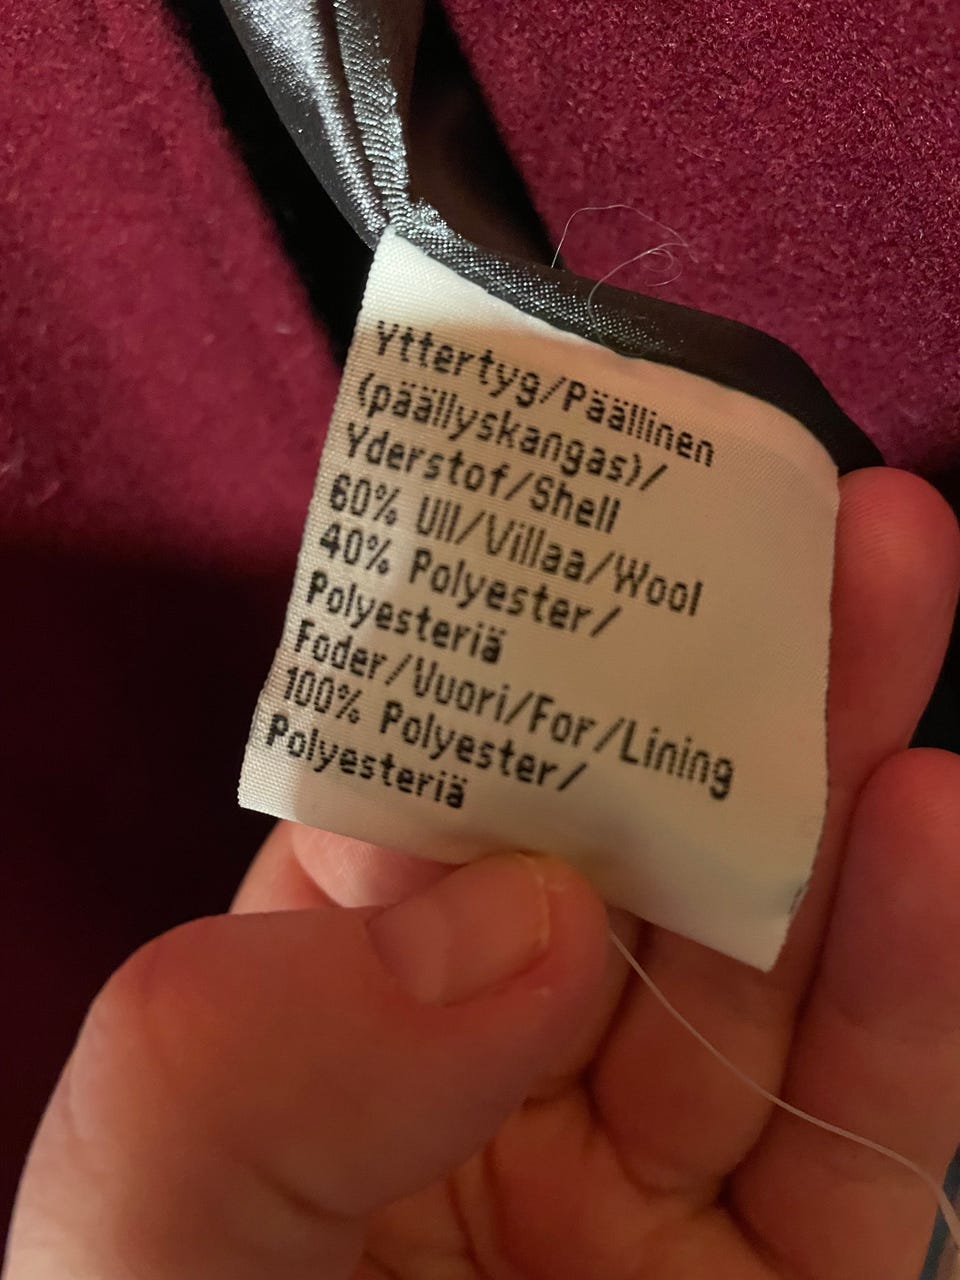 Yttertyg/Päällinen
(päällyskangas)/
Yderstof/Shell
60% Ull/Villaa/Wool
40% Polyester/
Polyesteriä
Foder/Vuori/For/Lining
100% Polyester/
Polyesteriä